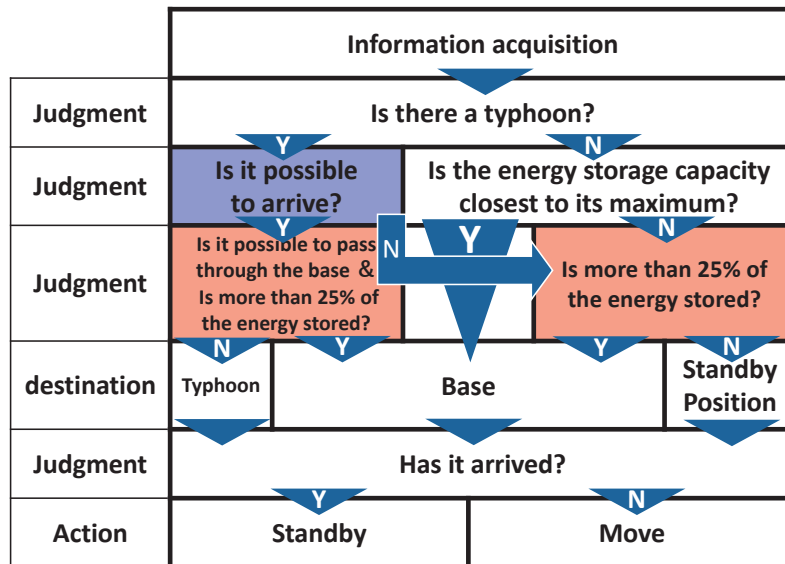 Information acquisition
Judgment
Is there a typhoon?
Y
N
Judgment
Is it possible
to arrive?
Is the energy storage capacity
closest to its maximum?
Y
N
Y
N
Judgment
Is it possible to pass
through the base &
Is more than 25% of
the energy stored?
Is more than 25% of
the energy stored?
N
Y
Y
N
destination
Typhoon
Base
Standby
Position
Judgment
Has it arrived?
Y
N
Action
Standby
Move